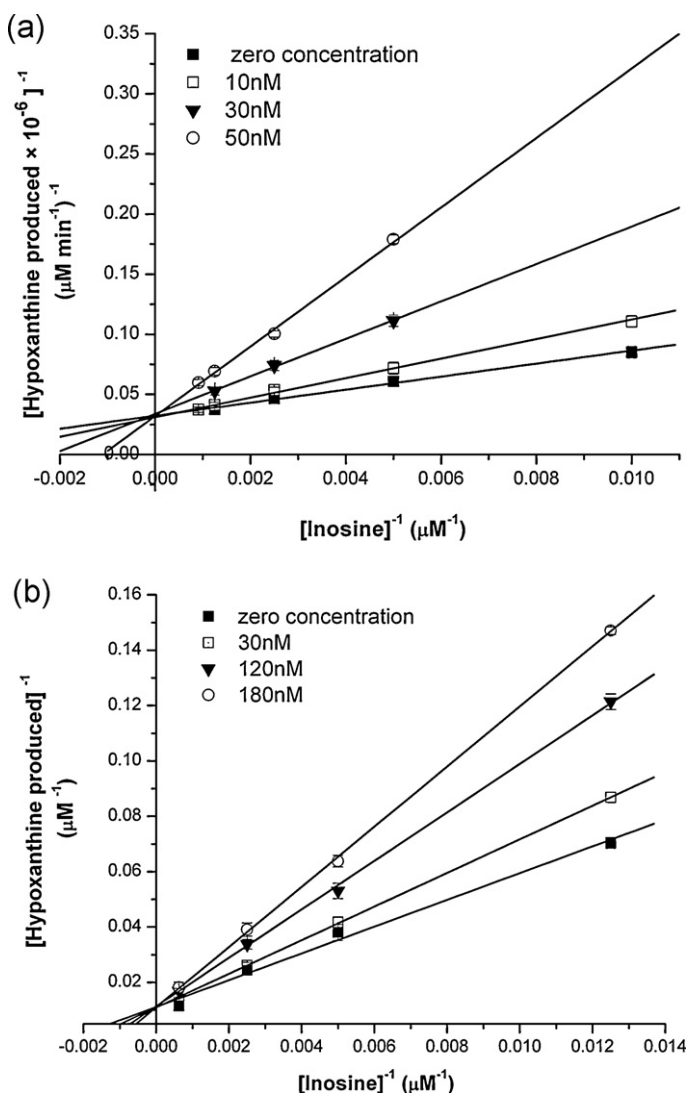 (a)
[Hypoxanthine produced × 10⁻⁶]⁻¹
(µM min⁻¹)⁻¹
0.35
0.30
0.25
0.20
0.15
0.10
0.05
0.00
zero concentration
10nM
30nM
50nM
-0.002 0.000 0.002 0.004 0.006 0.008 0.010
[Inosine]⁻¹ (µM⁻¹)
(b)
[Hypoxanthine produced]⁻¹
(µM⁻¹)
0.16
0.14
0.12
0.10
0.08
0.06
0.04
0.02
zero concentration
30nM
120nM
180nM
-0.002 0.000 0.002 0.004 0.006 0.008 0.010 0.012 0.014
[Inosine]⁻¹ (µM⁻¹)